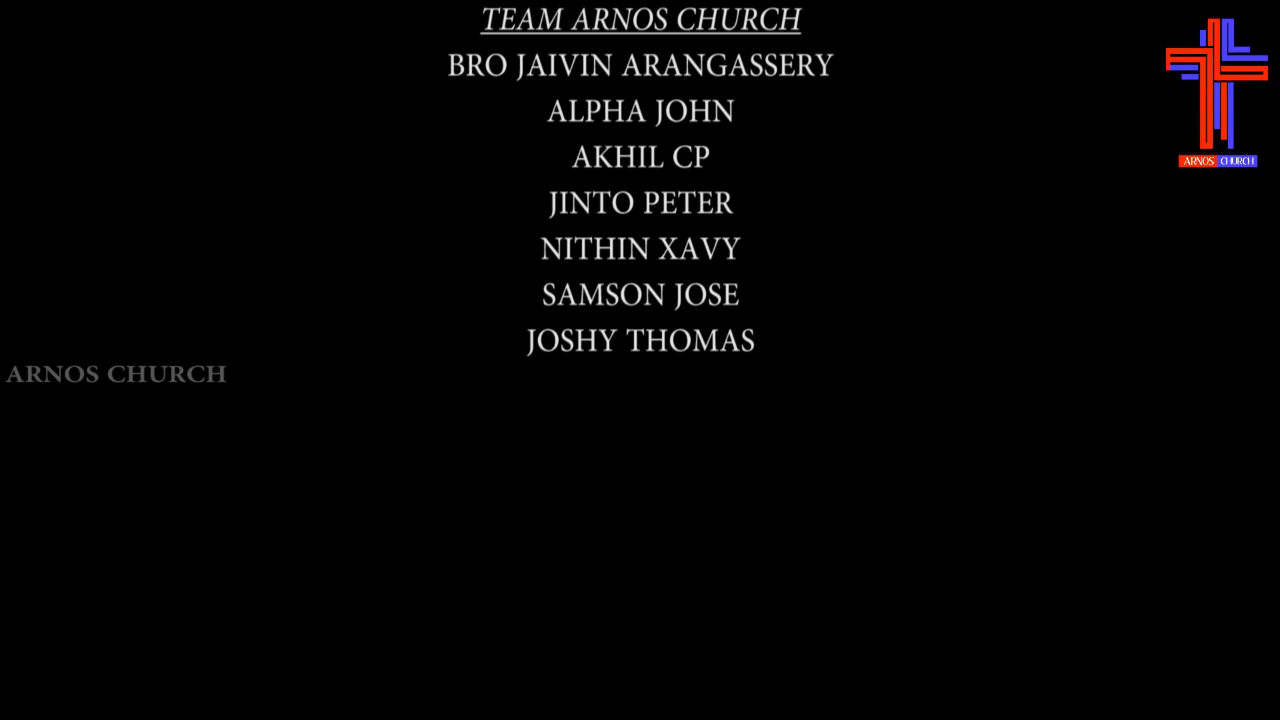 TEAM ARNOS CHURCH
BRO JAIVIN ARANGASSERY
ALPHA JOHN
AKHIL CP
JINTO PETER
NITHIN XAVY
SAMSON JOSE
JOSHY THOMAS
ARNOS CHURCH
ARNOS CHURCH